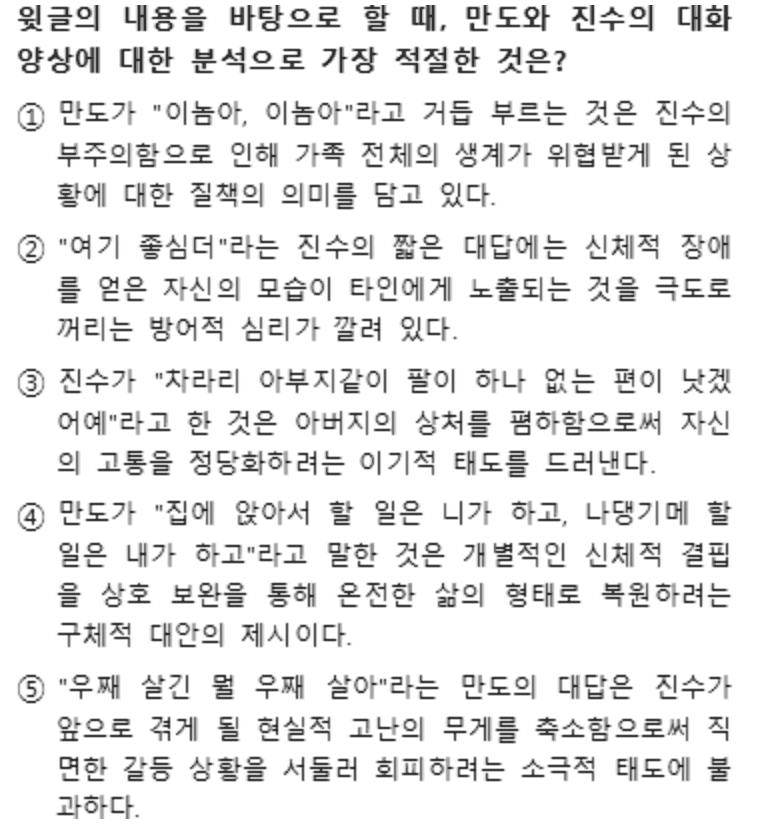 윗글의 내용을 바탕으로 할 때, 만도와 진수의 대화
양상에 대한 분석으로 가장 적절한 것은?
① 만도가 "이놈아, 이놈아"라고 거듭 부르는 것은 진수의
부주의함으로 인해 가족 전체의 생계가 위협받게 된 상
황에 대한 질책의 의미를 담고 있다.
② "여기 좋심더"라는 진수의 짧은 대답에는 신체적 장애
를 얻은 자신의 모습이 타인에게 노출되는 것을 극도로
꺼리는 방어적 심리가 깔려 있다.
③ 진수가 "차라리 아부지같이 팔이 하나 없는 편이 낫겠
어예"라고 한 것은 아버지의 상처를 폄하함으로써 자신
의 고통을 정당화하려는 이기적 태도를 드러낸다.
④ 만도가 "집에 앉아서 할 일은 니가 하고, 나댕기메 할
일은 내가 하고"라고 말한 것은 개별적인 신체적 결핍
을 상호 보완을 통해 온전한 삶의 형태로 복원하려는
구체적 대안의 제시이다.
⑤ "우째 살긴 뭘 우째 살아"라는 만도의 대답은 진수가
앞으로 겪게 될 현실적 고난의 무게를 축소함으로써 직
면한 갈등 상황을 서둘러 회피하려는 소극적 태도에 불
과하다.